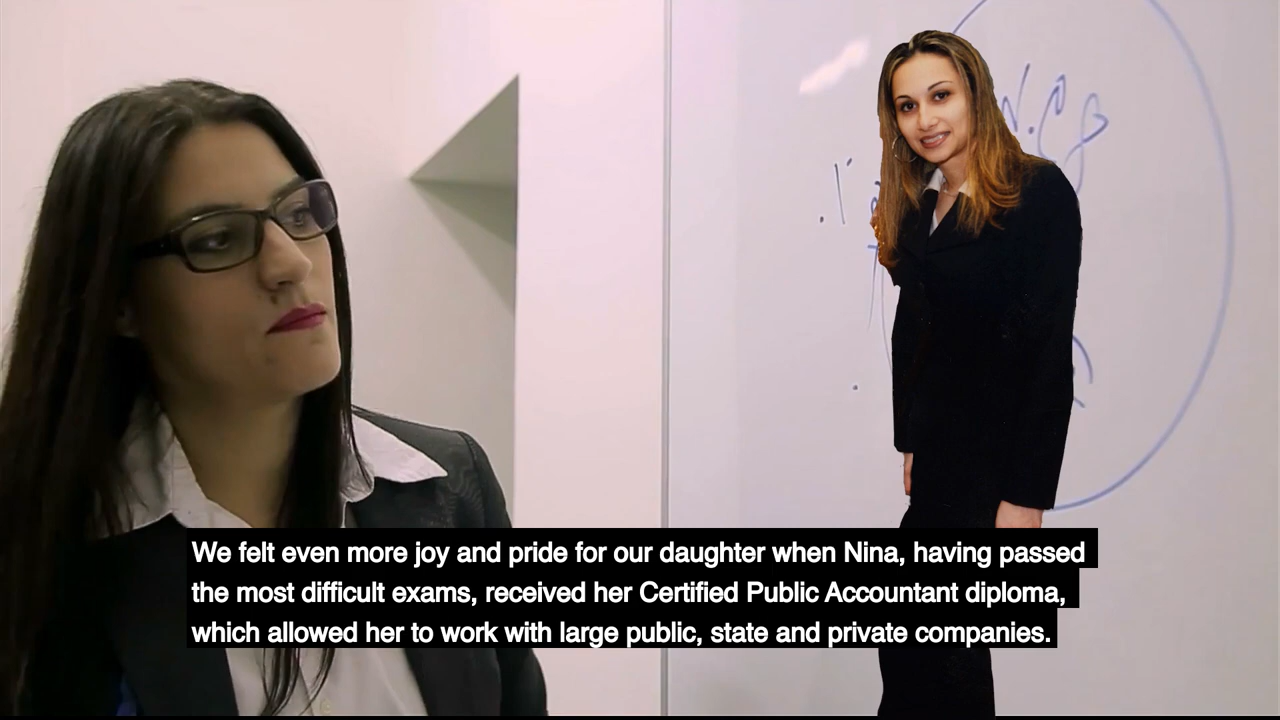 We felt even more joy and pride for our daughter when Nina, having passed
the most difficult exams, received her Certified Public Accountant diploma,
which allowed her to work with large public, state and private companies.